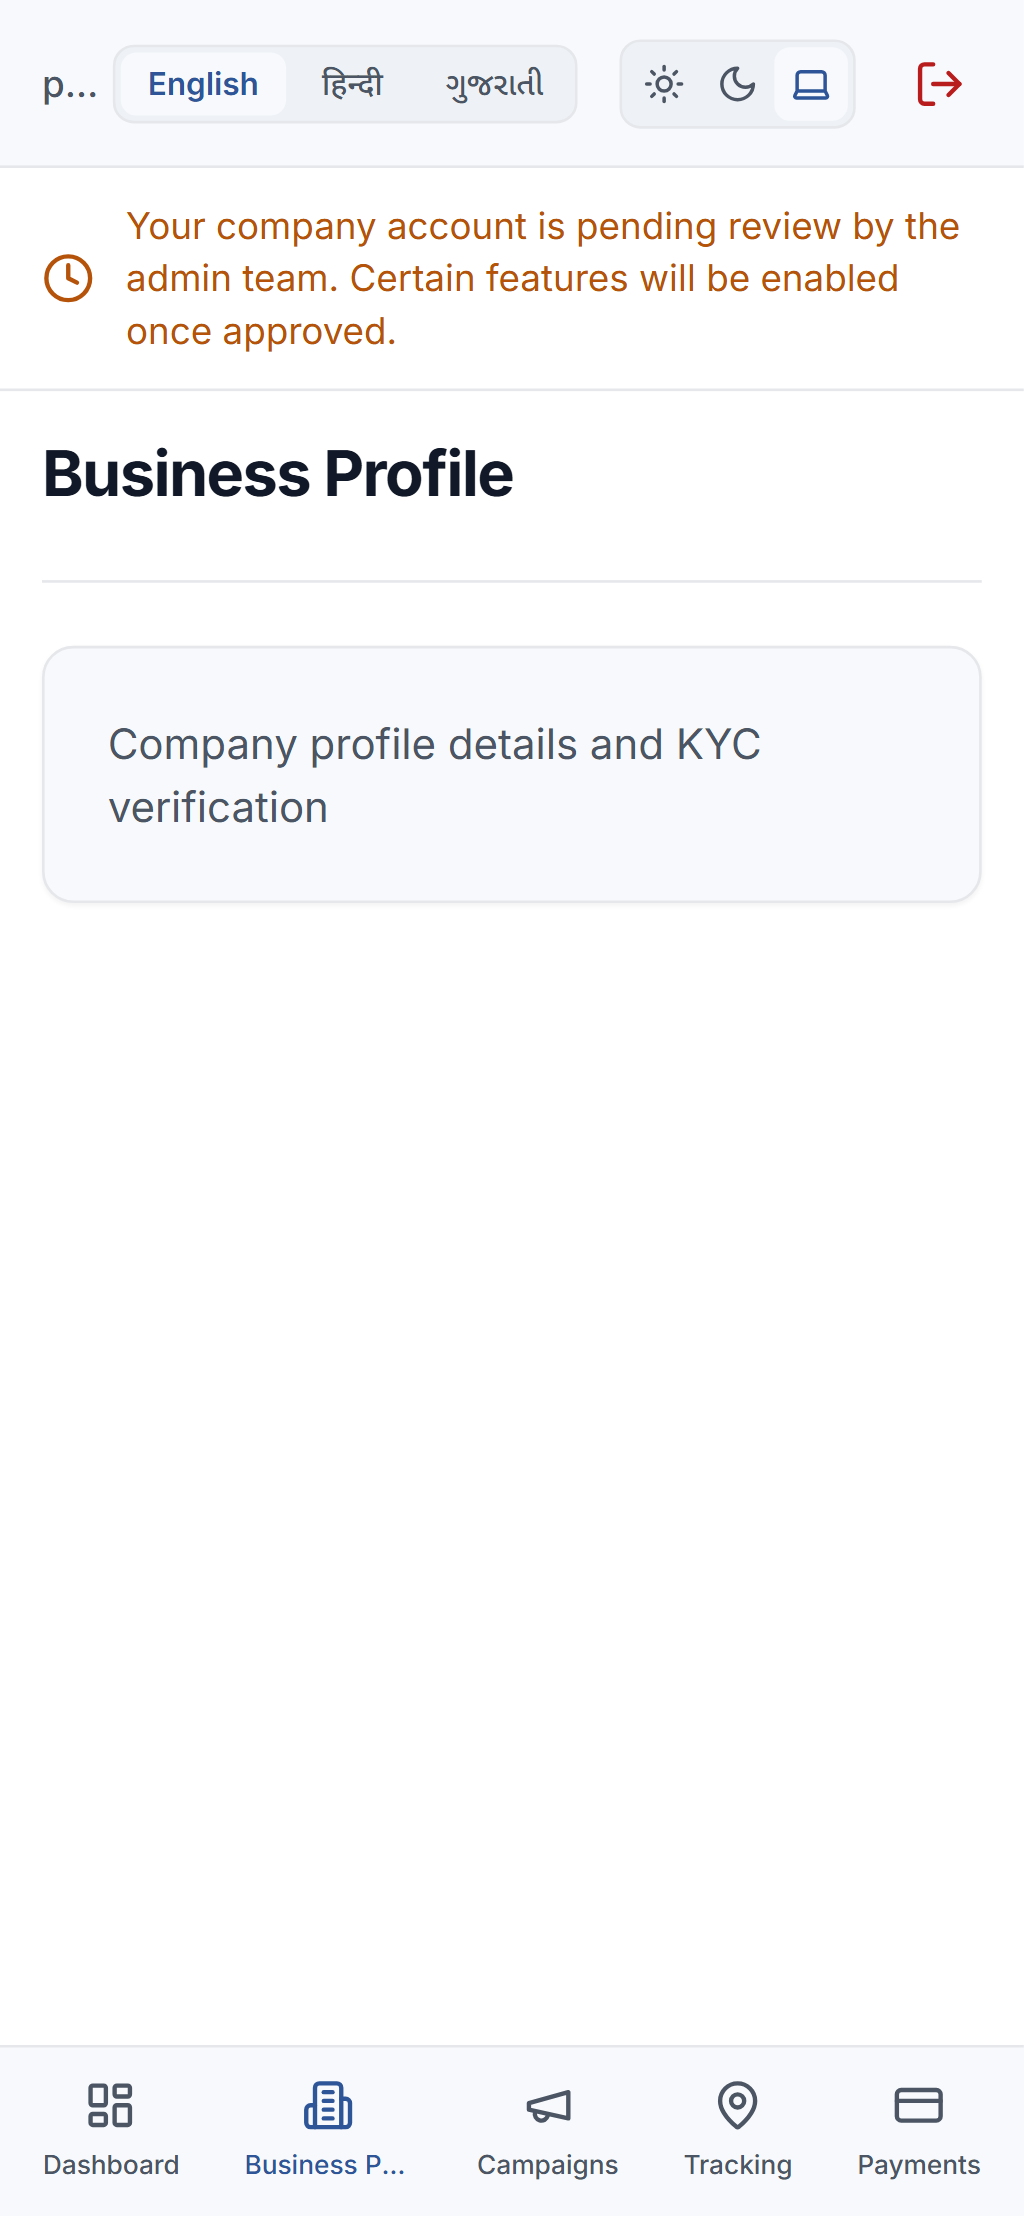 p...
English
हिन्दी
ગુજરાતી
Your company account is pending review by the
admin team. Certain features will be enabled
once approved.
Business Profile
Company profile details and KYC
verification
Dashboard
Business P...
Campaigns
Tracking
Payments